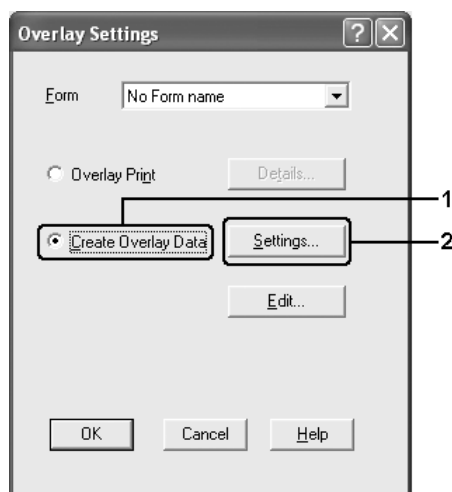 Overlay Settings
Form No Form name
Overlay Print Details...
1
Create Overlay Data Settings...
2
Edit...
OK Cancel Help